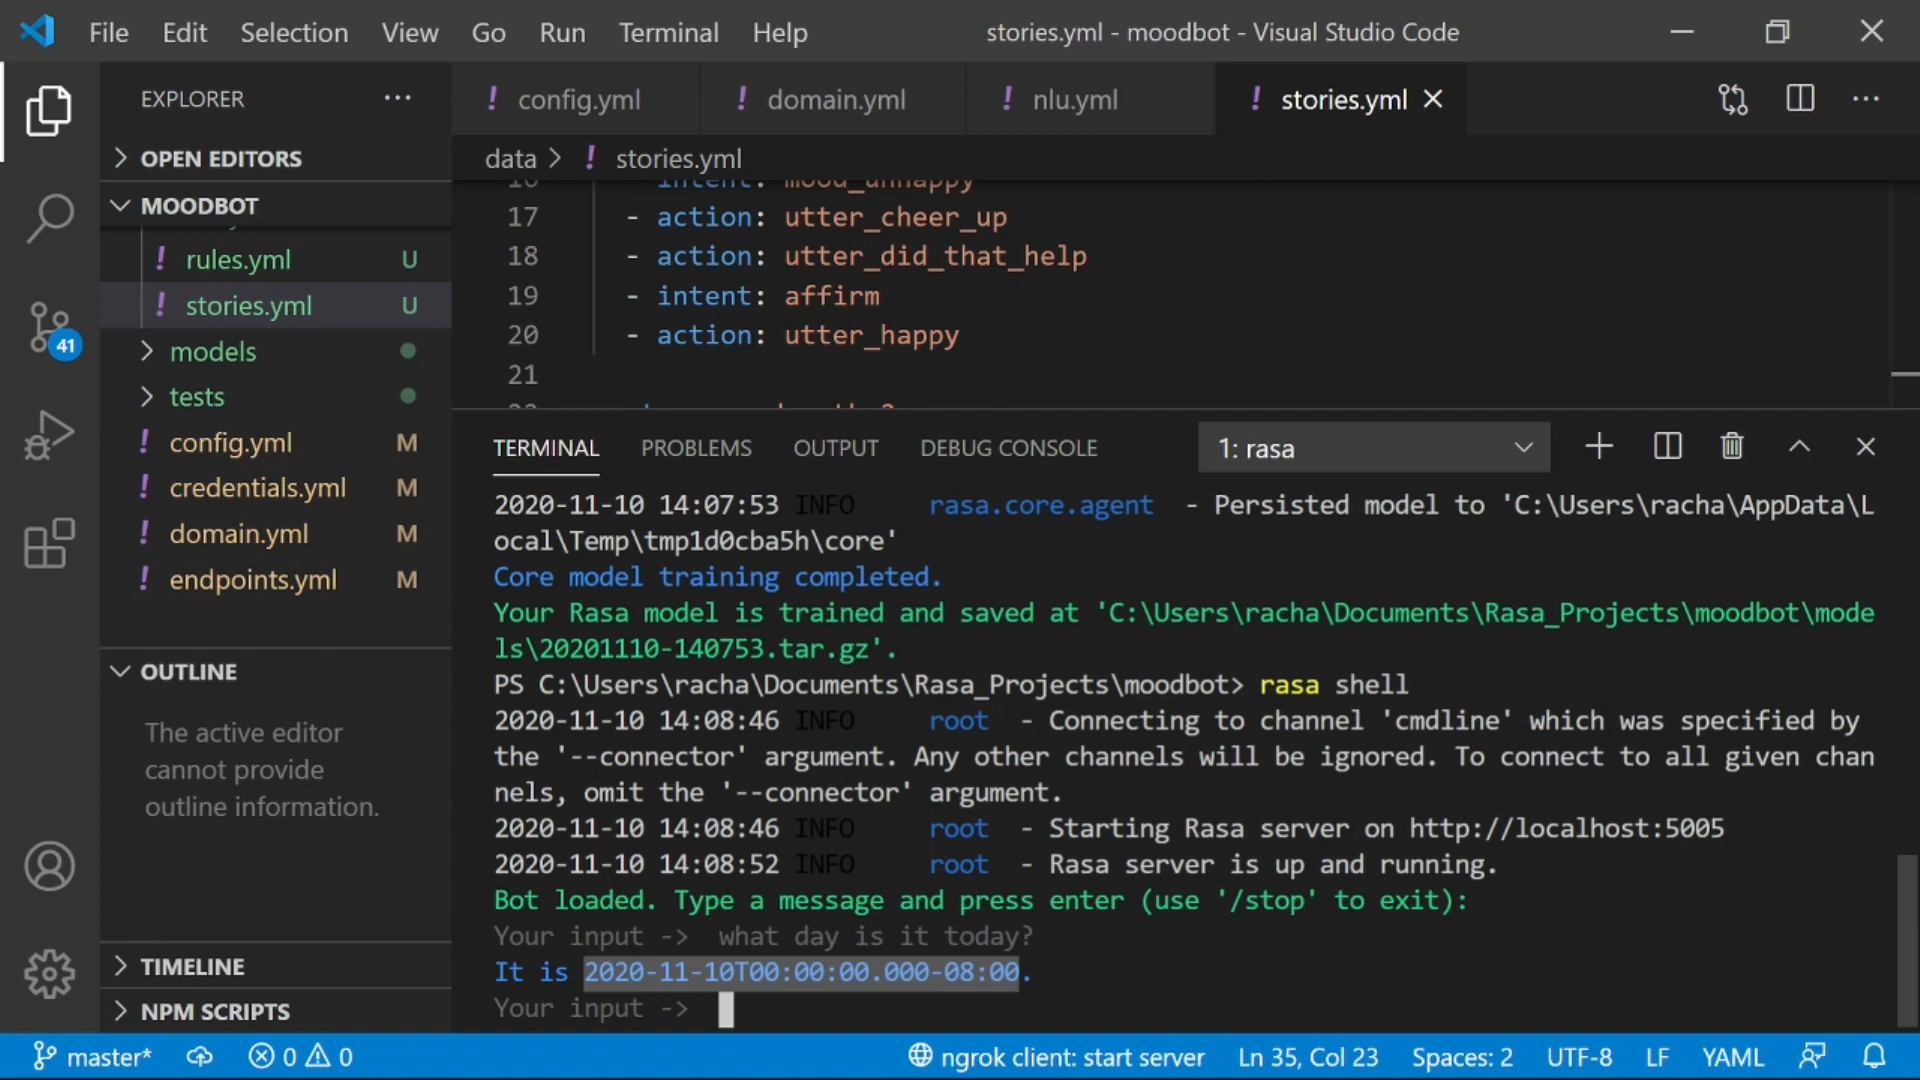 File Edit Selection View Go Run Terminal Help stories.yml - moodbot - Visual Studio Code
EXPLORER
OPEN EDITORS
MOODBOT
rules.yml U
stories.yml U
models
tests
config.yml M
credentials.yml M
domain.yml M
endpoints.yml M
OUTLINE
The active editor
cannot provide
outline information.
TIMELINE
NPM SCRIPTS
41
! config.yml ! domain.yml ! nlu.yml ! stories.yml
data > ! stories.yml
intent: mood_unhappy
17 - action: utter_cheer_up
18 - action: utter_did_that_help
19 - intent: affirm
20 - action: utter_happy
21
TERMINAL PROBLEMS OUTPUT DEBUG CONSOLE 1: rasa
2020-11-10 14:07:53 INFO rasa.core.agent - Persisted model to 'C:\Users\racha\AppData\L
ocal\Temp\tmp1d0cba5h\core'
Core model training completed.
Your Rasa model is trained and saved at 'C:\Users\racha\Documents\Rasa_Projects\moodbot\mode
ls\20201110-140753.tar.gz'.
PS C:\Users\racha\Documents\Rasa_Projects\moodbot> rasa shell
2020-11-10 14:08:46 INFO root - Connecting to channel 'cmdline' which was specified by
the '--connector' argument. Any other channels will be ignored. To connect to all given chan
nels, omit the '--connector' argument.
2020-11-10 14:08:46 INFO root - Starting Rasa server on http://localhost:5005
2020-11-10 14:08:52 INFO root - Rasa server is up and running.
Bot loaded. Type a message and press enter (use '/stop' to exit):
Your input -> what day is it today?
It is 2020-11-10T00:00:00.000-08:00.
Your input ->
master* 0 0 ngrok client: start server Ln 35, Col 23 Spaces: 2 UTF-8 LF YAML